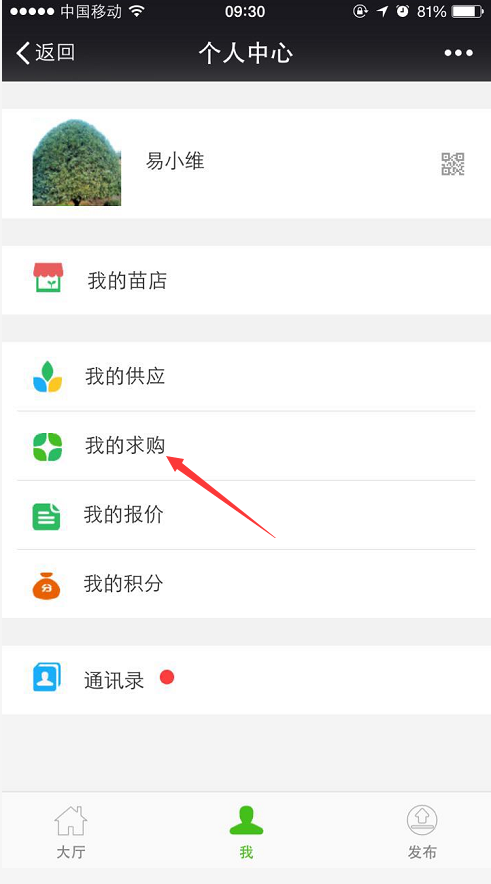 中国移动 09:30 81%
返回 个人中心
易小维
我的苗店
我的供应
我的求购
我的报价
分 我的积分
通讯录
大厅 我 发布